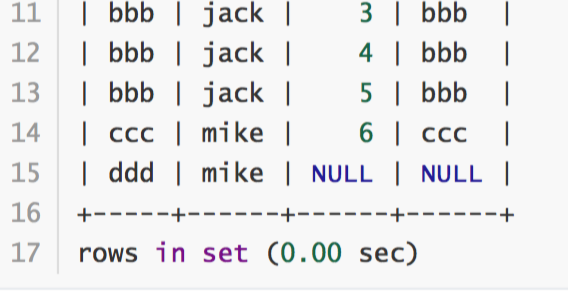 11 | bbb | jack |    3 | bbb  |
12 | bbb | jack |    4 | bbb  |
13 | bbb | jack |    5 | bbb  |
14 | ccc | mike |    6 | ccc  |
15 | ddd | mike | NULL | NULL |
16 +-----+------+------+------+
17 rows in set (0.00 sec)